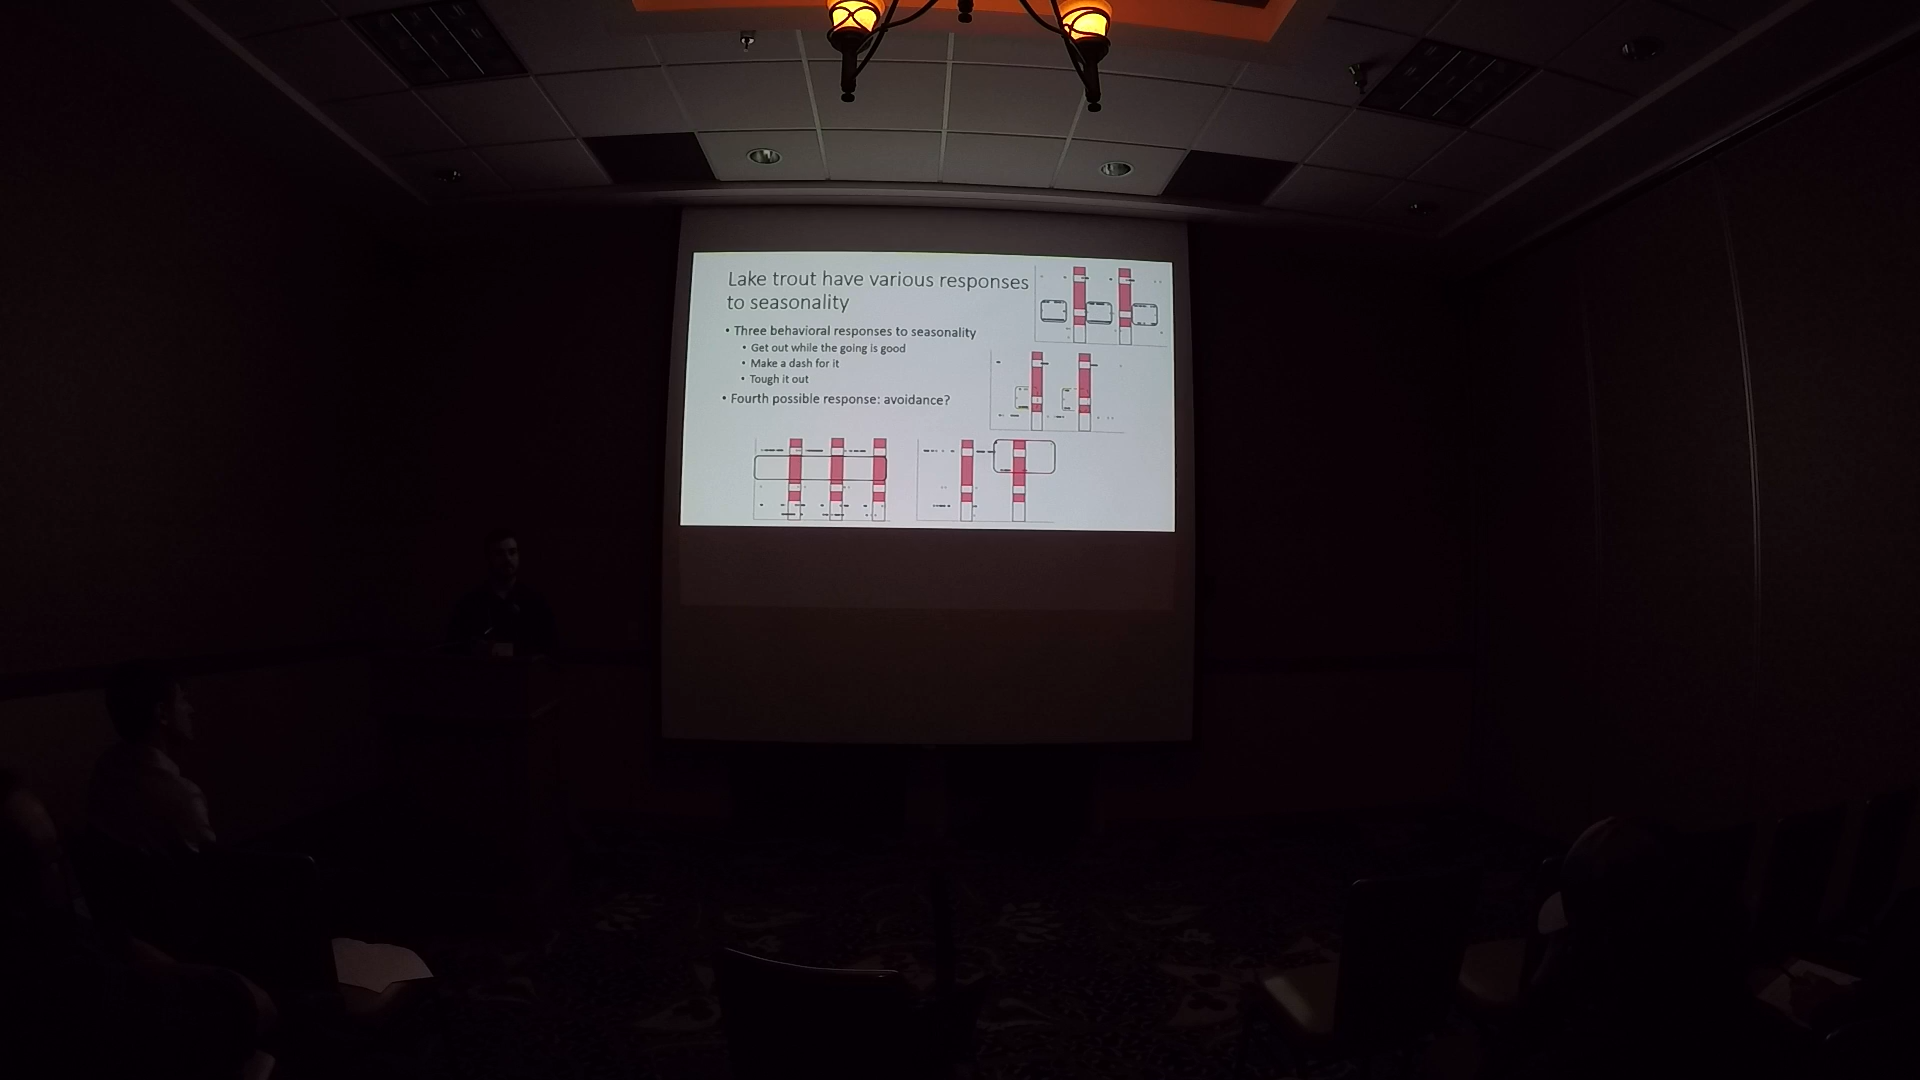 Lake trout have various responses
to seasonality
• Three behavioral responses to seasonality
• Get out while the going is good
• Make a dash for it
• Tough it out
• Fourth possible response: avoidance?